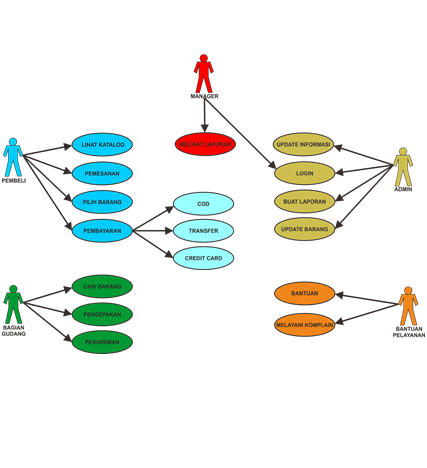 MANAGER
LIHAT KATALOG
MELIHAT LAPORAN
UPDATE INFORMASI
PEMESANAN
LOGIN
PEMBELI
ADMIN
PILIH BARANG
COD
BUAT LAPORAN
PEMBAYARAN
TRANSFER
UPDATE BARANG
CREDIT CARD
CARI BARANG
BANTUAN
PENGEPAKAN
BAGIAN
GUDANG
MELAYANI KOMPLAIN
BANTUAN
PELAYANAN
PENGIRIMAN